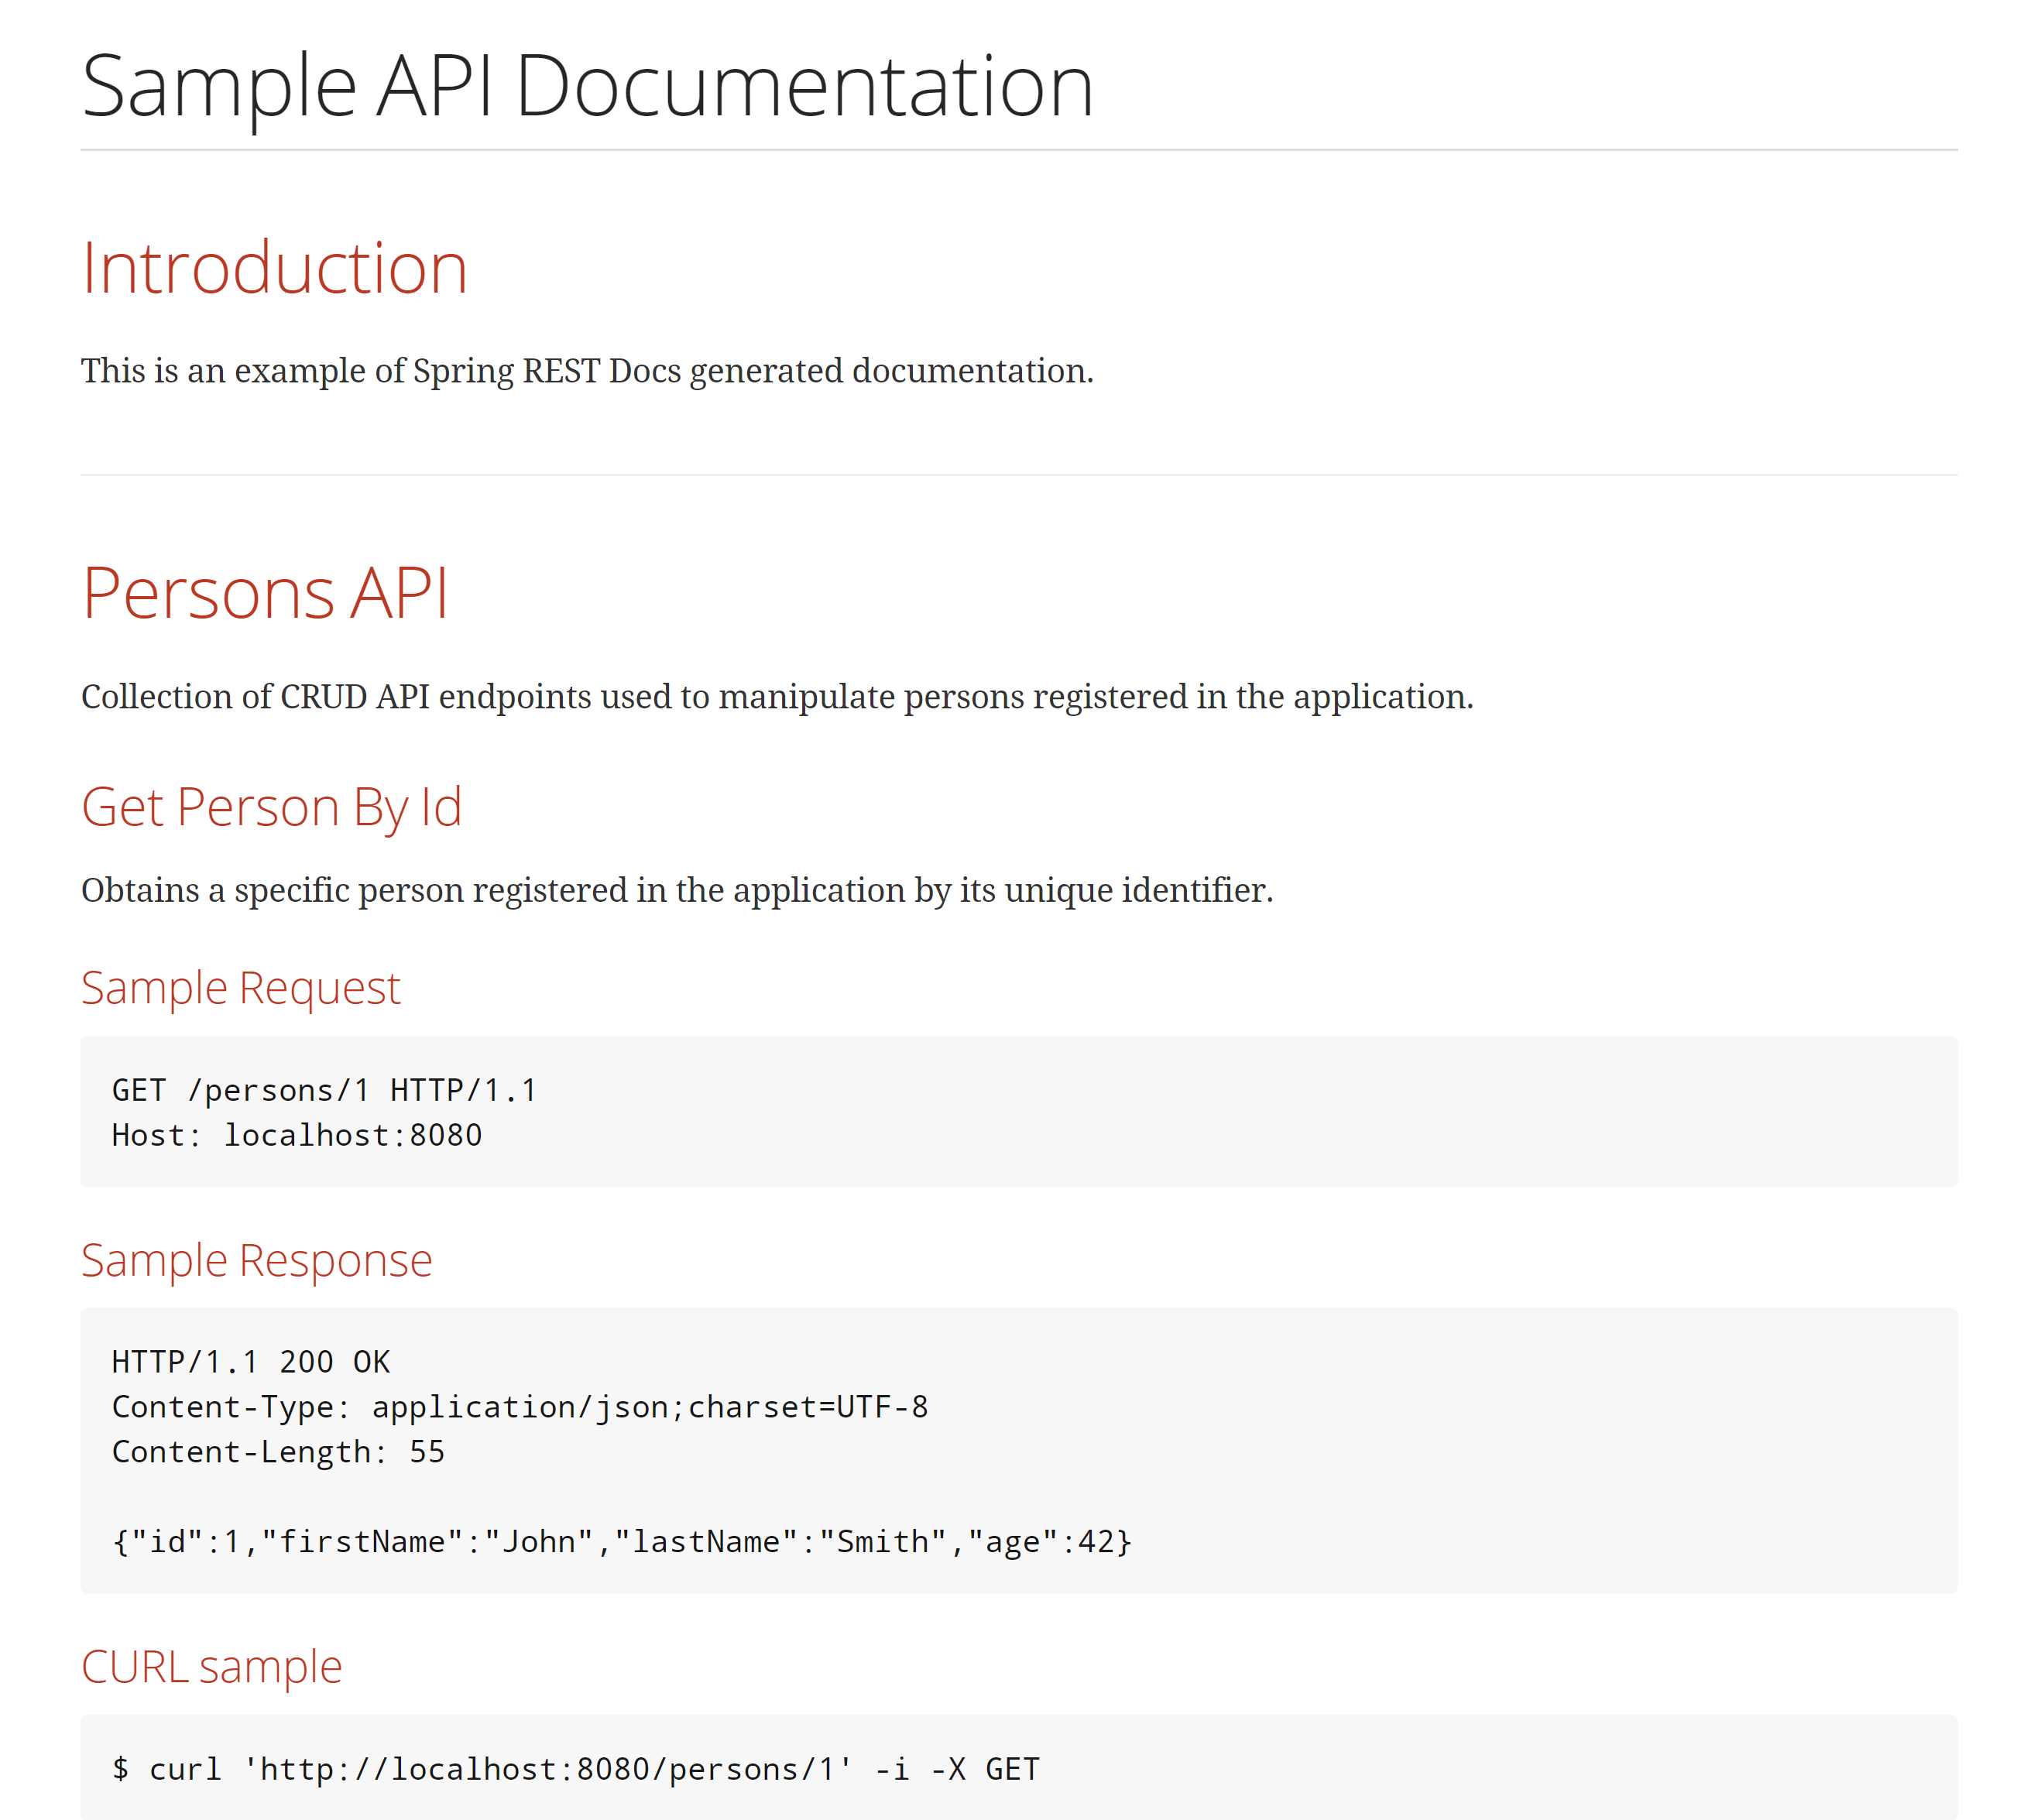 Sample API Documentation
Introduction
This is an example of Spring REST Docs generated documentation.
Persons API
Collection of CRUD API endpoints used to manipulate persons registered in the application.
Get Person By Id
Obtains a specific person registered in the application by its unique identifier.
Sample Request
GET /persons/1 HTTP/1.1
Host: localhost:8080
Sample Response
HTTP/1.1 200 OK
Content-Type: application/json;charset=UTF-8
Content-Length: 55
{"id":1,"firstName":"John","lastName":"Smith","age":42}
CURL sample
$ curl 'http://localhost:8080/persons/1' -i -X GET